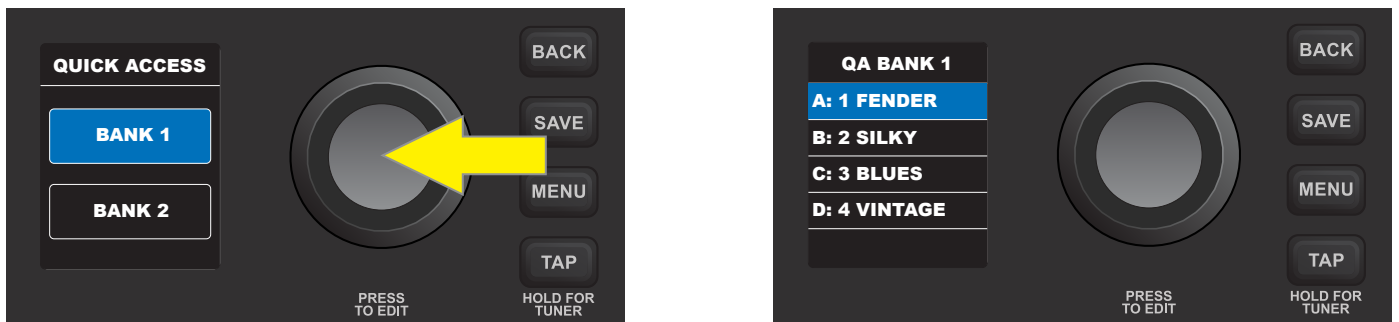 QUICK ACCESS
BANK 1
BANK 2
BACK
SAVE
MENU
TAP
PRESS
TO EDIT
HOLD FOR
TUNER
QA BANK 1
A: 1 FENDER
B: 2 SILKY
C: 3 BLUES
D: 4 VINTAGE
BACK
SAVE
MENU
TAP
PRESS
TO EDIT
HOLD FOR
TUNER